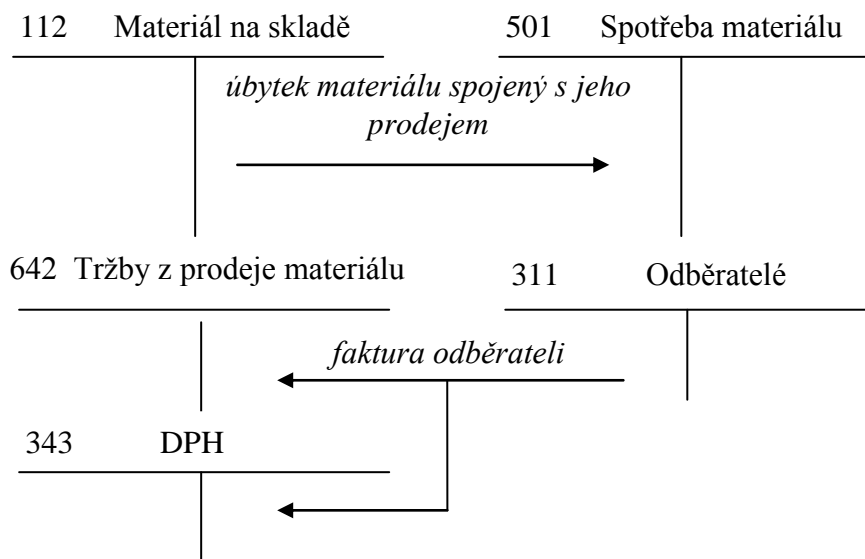 112 Materiál na skladě
501 Spotřeba materiálu
úbytek materiálu spojený s jeho
prodejem
642 Tržby z prodeje materiálu
311 Odběratelé
faktura odběrateli
343 DPH